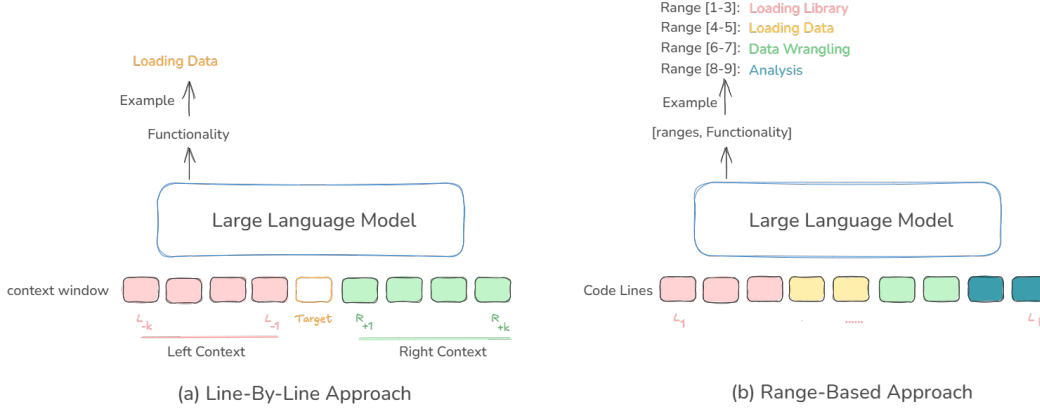 Loading Data
Example
Functionality
Large Language Model
context window
L-k
L-1
Target
R+1
R+k
Left Context
Right Context
(a) Line-By-Line Approach
Range [1-3]: Loading Library
Range [4-5]: Loading Data
Range [6-7]: Data Wrangling
Range [8-9]: Analysis
Example
[ranges, Functionality]
Large Language Model
Code Lines
L1
......
L
(b) Range-Based Approach